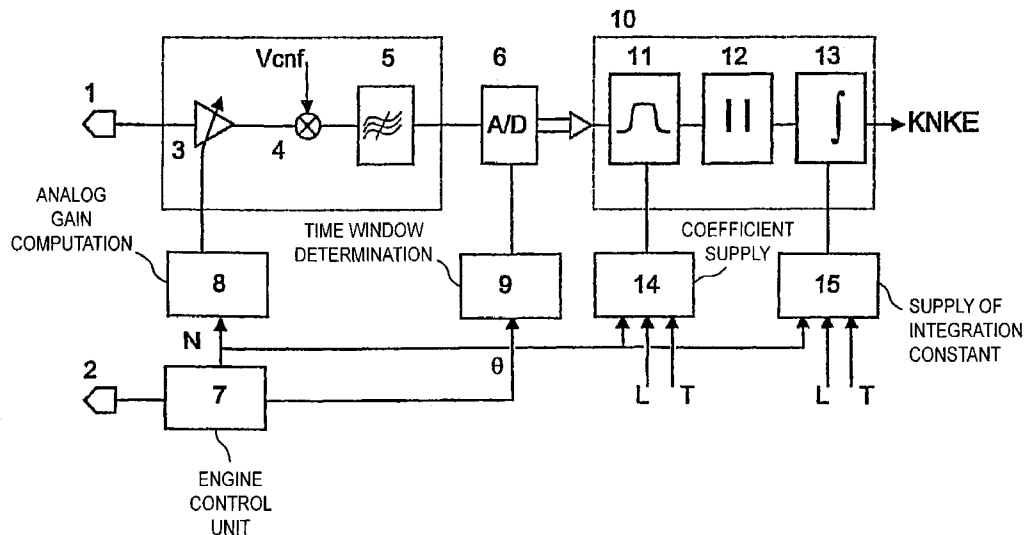 10
Vcnf
5
6
11
12
13
1
A/D
KNKE
3
4
ANALOG
GAIN
COMPUTATION
TIME WINDOW
DETERMINATION
COEFFICIENT
SUPPLY
8
9
14
15
SUPPLY OF
INTEGRATION
CONSTANT
N
θ
2
7
L T
L T
ENGINE
CONTROL
UNIT